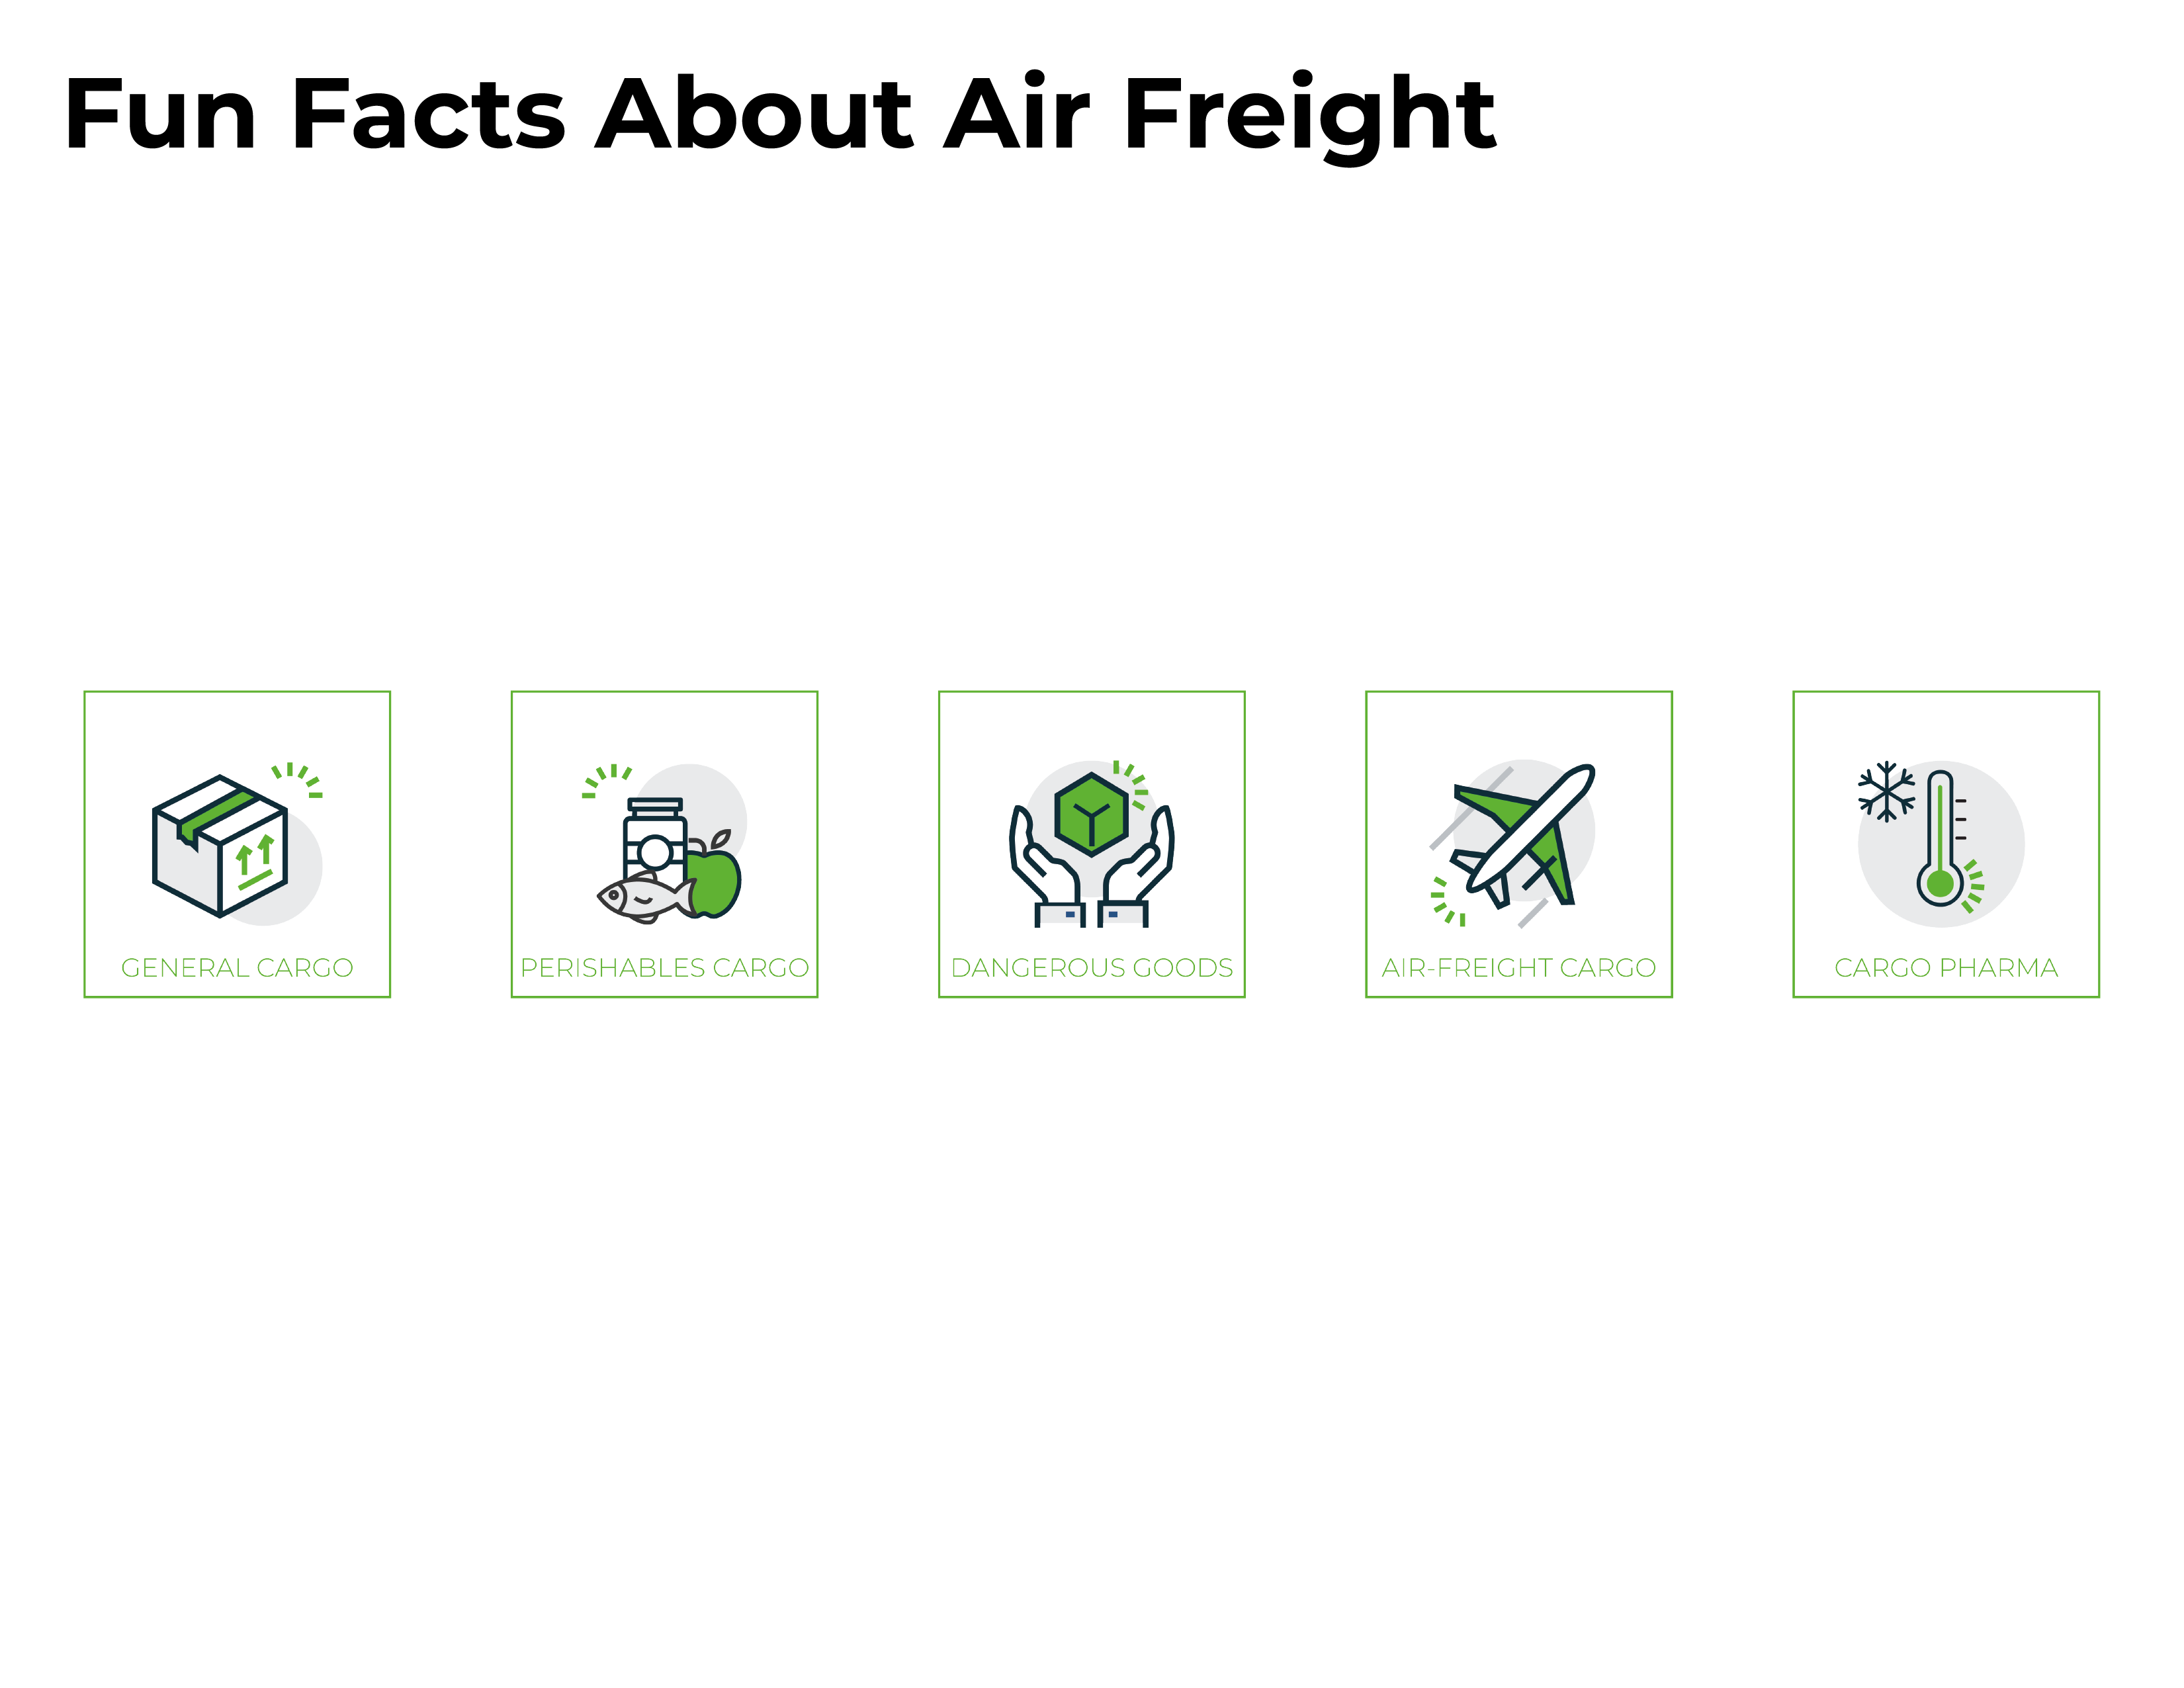 Fun Facts About Air Freight
GENERAL CARGO
PERISHABLES CARGO
DANGEROUS GOODS
AIR-FREIGHT CARGO
CARGO PHARMA